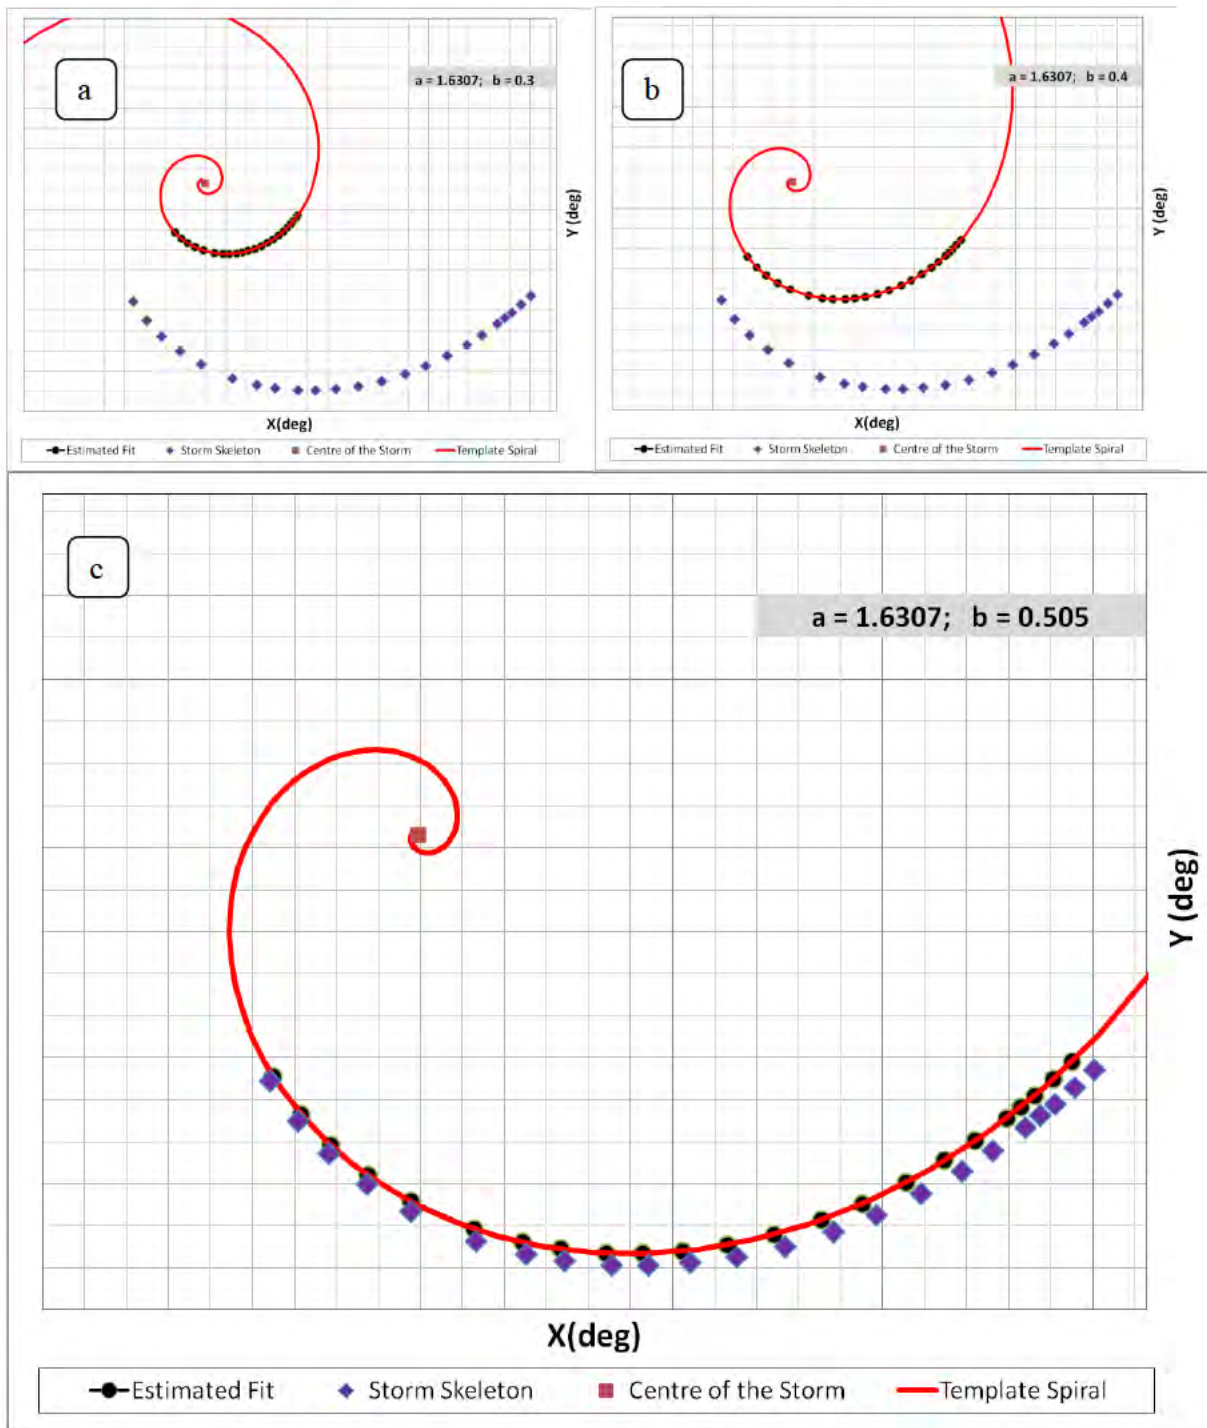 a
a = 1.6307;   b = 0.3
Y (deg)
X(deg)
Estimated Fit
Storm Skeleton
Centre of the Storm
Template Spiral
b
a = 1.6307;   b = 0.4
Y (deg)
X(deg)
Estimated Fit
Storm Skeleton
Centre of the Storm
Template Spiral
c
a = 1.6307;   b = 0.505
Y (deg)
X(deg)
Estimated Fit
Storm Skeleton
Centre of the Storm
Template Spiral